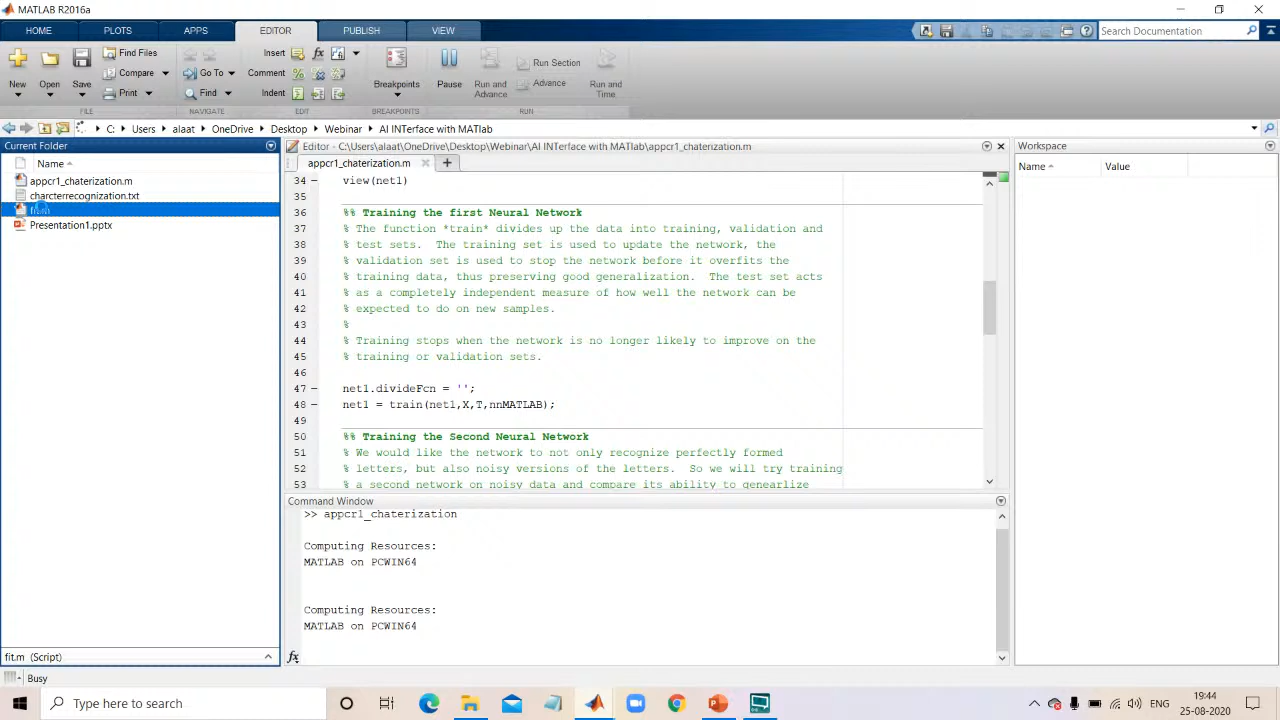 MATLAB R2016a
HOME PLOTS APPS EDITOR PUBLISH VIEW
Search Documentation
New Open Save Find Files Compare Print
Go To Find
Insert Comment Indent
fx
Breakpoints
Pause Run and Advance Run Section Advance Run and Time
FILE NAVIGATE EDIT BREAKPOINTS RUN
C: Users alaat OneDrive Desktop Webinar AI INTerface with MATlab
Current Folder
Name
appcr1_chaterization.m
charcterrecognization.txt
fit.m
Presentation1.pptx
fit.m (Script)
Busy
Editor - C:\Users\alaat\OneDrive\Desktop\Webinar\AI INTerface with MATlab\appcr1_chaterization.m
appcr1_chaterization.m
34 view(net1)
35
36 %% Training the first Neural Network
37 % The function *train* divides up the data into training, validation and
38 % test sets.  The training set is used to update the network, the
39 % validation set is used to stop the network before it overfits the
40 % training data, thus preserving good generalization.  The test set acts
41 % as a completely independent measure of how well the network can be
42 % expected to do on new samples.
43 %
44 % Training stops when the network is no longer likely to improve on the
45 % training or validation sets.
46
47 net1.divideFcn = '';
48 net1 = train(net1,X,T,nnMATLAB);
49
50 %% Training the Second Neural Network
51 % We would like the network to not only recognize perfectly formed
52 % letters, but also noisy versions of the letters.  So we will try training
53 % a second network on noisy data and compare its ability to genearlize
Command Window
>> appcr1_chaterization
Computing Resources:
MATLAB on PCWIN64
Computing Resources:
MATLAB on PCWIN64
fx
Workspace
Name Value
Type here to search
19:44
25-08-2020